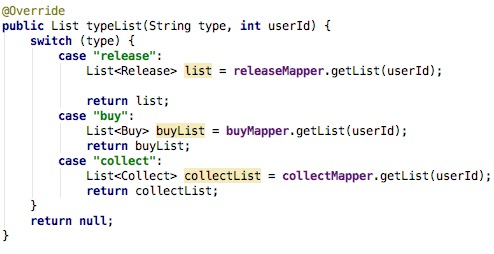 @Override
public List typeList(String type, int userId) {
    switch (type) {
        case "release":
            List<Release> list = releaseMapper.getList(userId);

            return list;
        case "buy":
            List<Buy> buyList = buyMapper.getList(userId);
            return buyList;
        case "collect":
            List<Collect> collectList = collectMapper.getList(userId);
            return collectList;
    }
    return null;
}